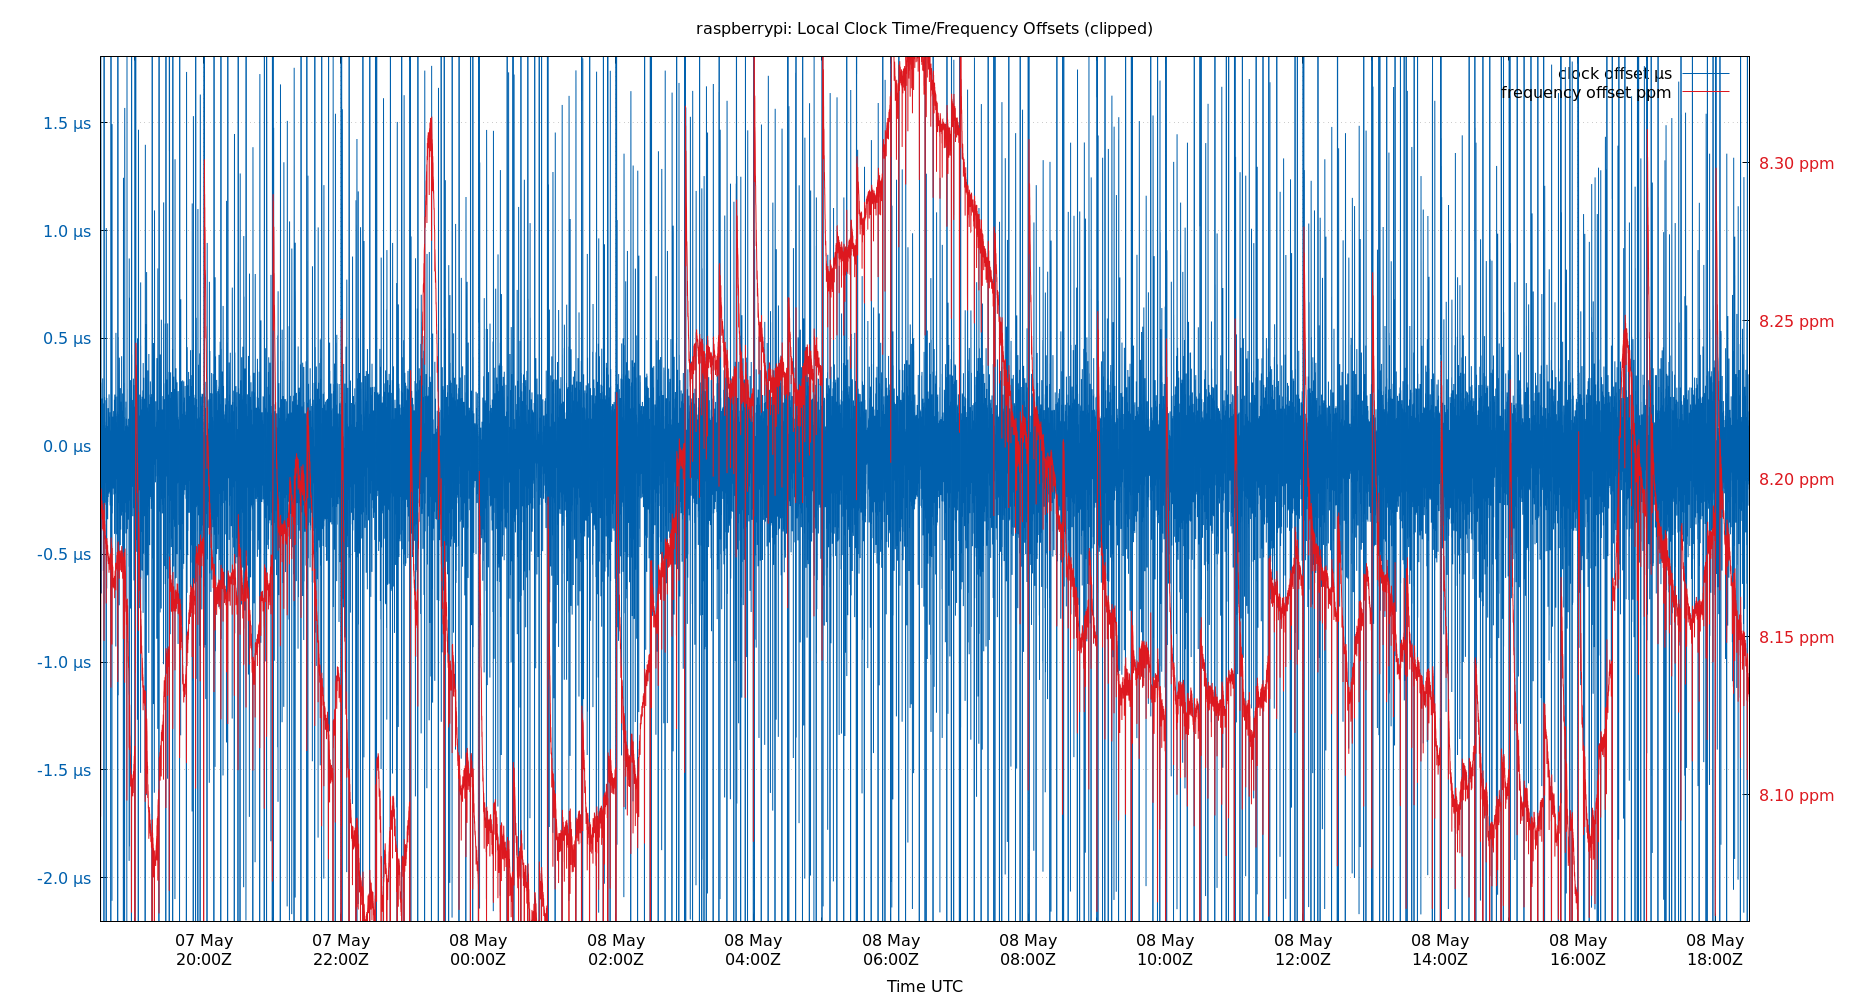 raspberrypi: Local Clock Time/Frequency Offsets (clipped)
clock offset µs
frequency offset ppm
1.5 µs
1.0 µs
0.5 µs
0.0 µs
-0.5 µs
-1.0 µs
-1.5 µs
-2.0 µs
8.30 ppm
8.25 ppm
8.20 ppm
8.15 ppm
8.10 ppm
07 May
20:00Z
07 May
22:00Z
08 May
00:00Z
08 May
02:00Z
08 May
04:00Z
08 May
06:00Z
08 May
08:00Z
08 May
10:00Z
08 May
12:00Z
08 May
14:00Z
08 May
16:00Z
08 May
18:00Z
Time UTC